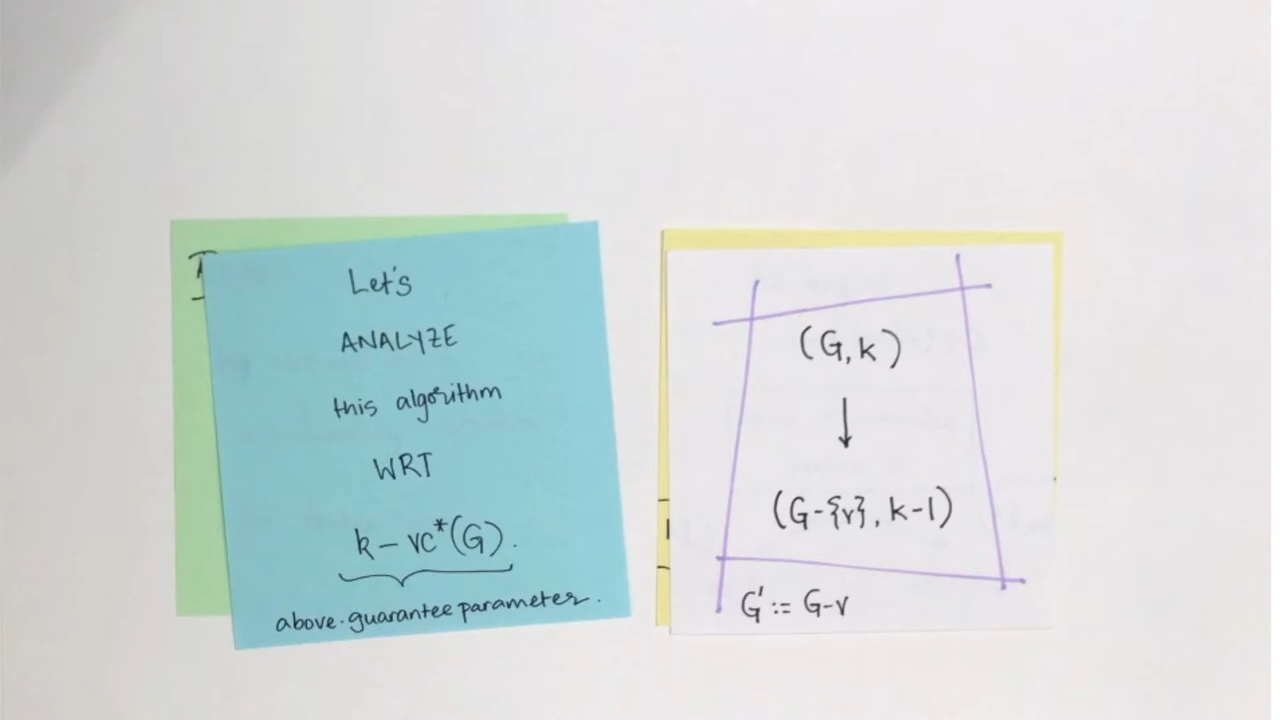 Let's
ANALYZE
this algorithm
WRT
k - vc*(G).
above-guarantee parameter.
(G, k)
↓
(G-{v}, k-1)
G' := G-v